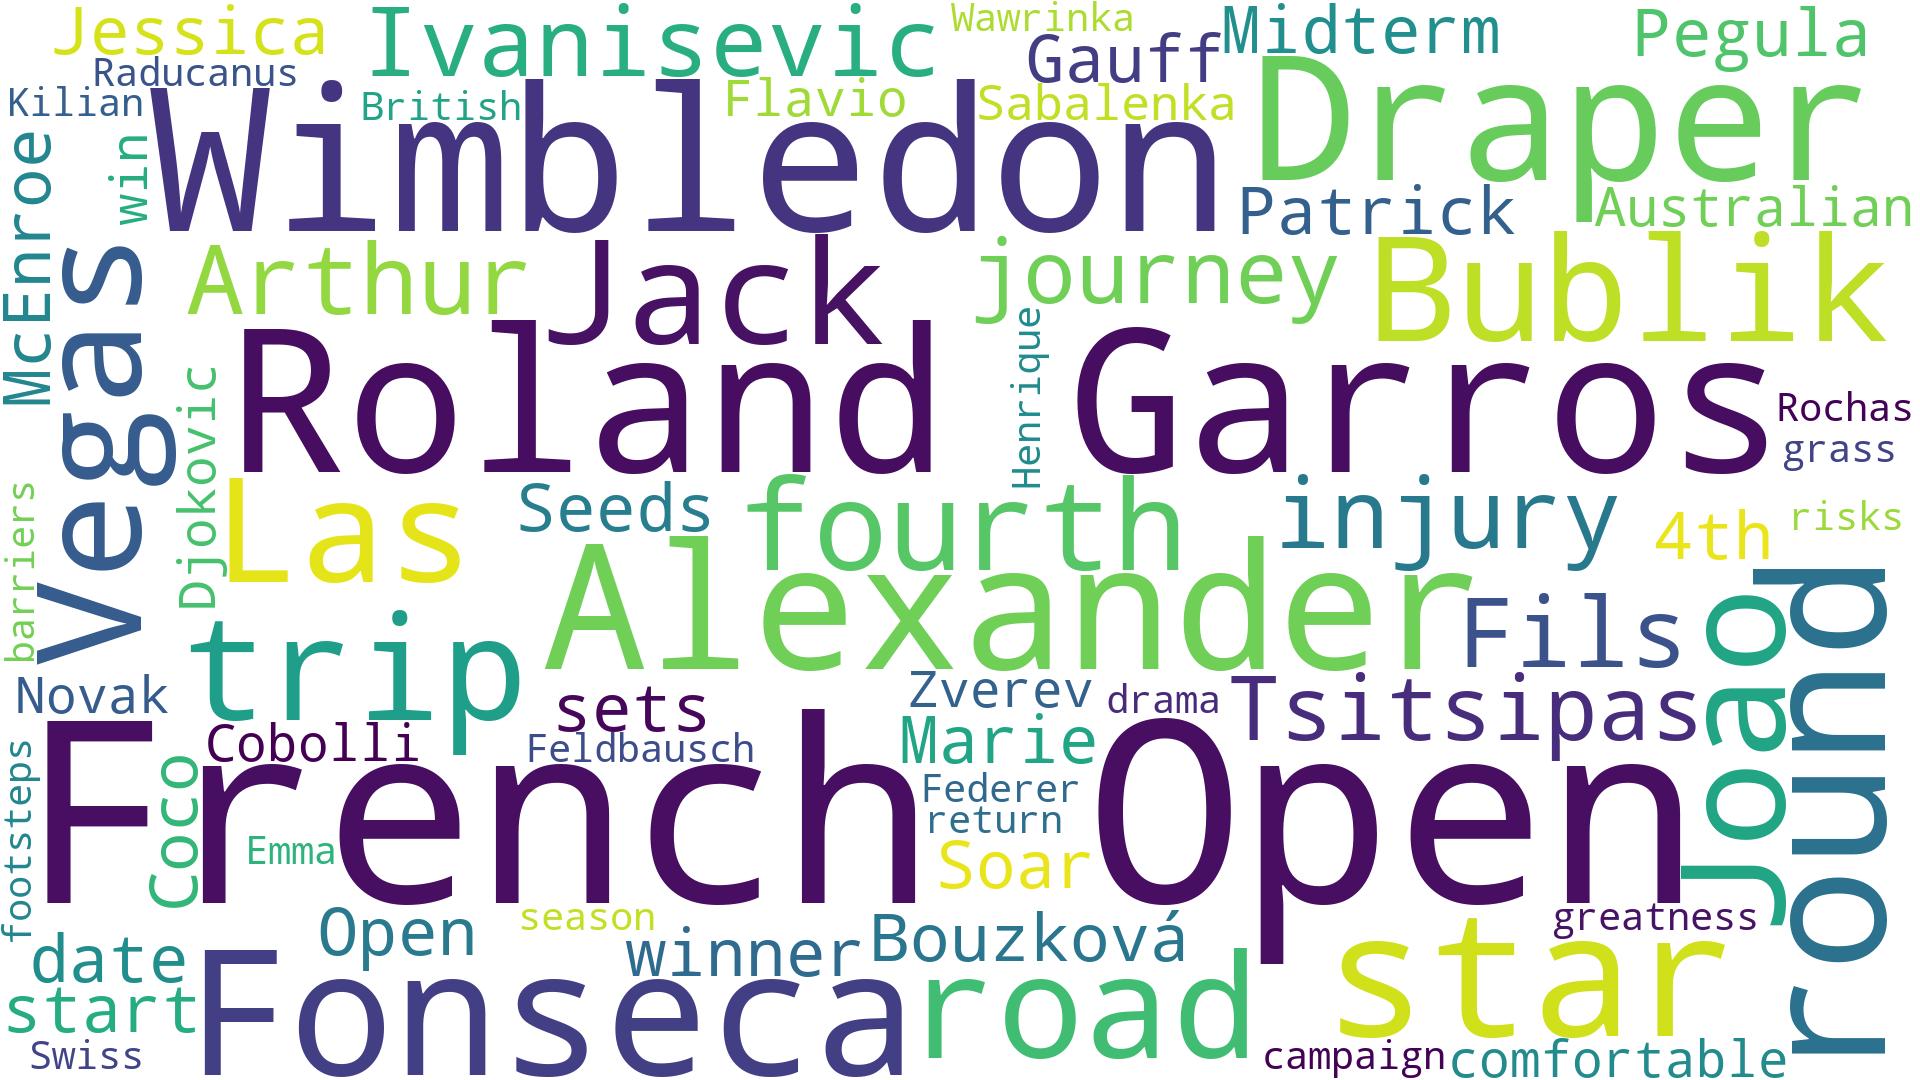 Jessica
Ivanisevic
Wawrinka
Gauff
Midterm
Pegula
Raducanus
Kilian
British
Flavio
Sabalenka
Draper
Wimbledon
win
McEnroe
Patrick
Australian
Vegas
Arthur
Jack
journey
Bublik
Roland Garros
Henrique
Djokovic
Rochas
grass
Las
Seeds
fourth
injury
4th
risks
barriers
Alexander
Fils
Joao
round
trip
Novak
sets
Zverev
drama
Tsitsipas
Cobolli
Feldbausch
Marie
French Open
footsteps
Coco
Emma
Federer
return
Soar
season
greatness
Open
winner
Bouzková
star
date
start
Fonseca
road
Swiss
campaign
comfortable